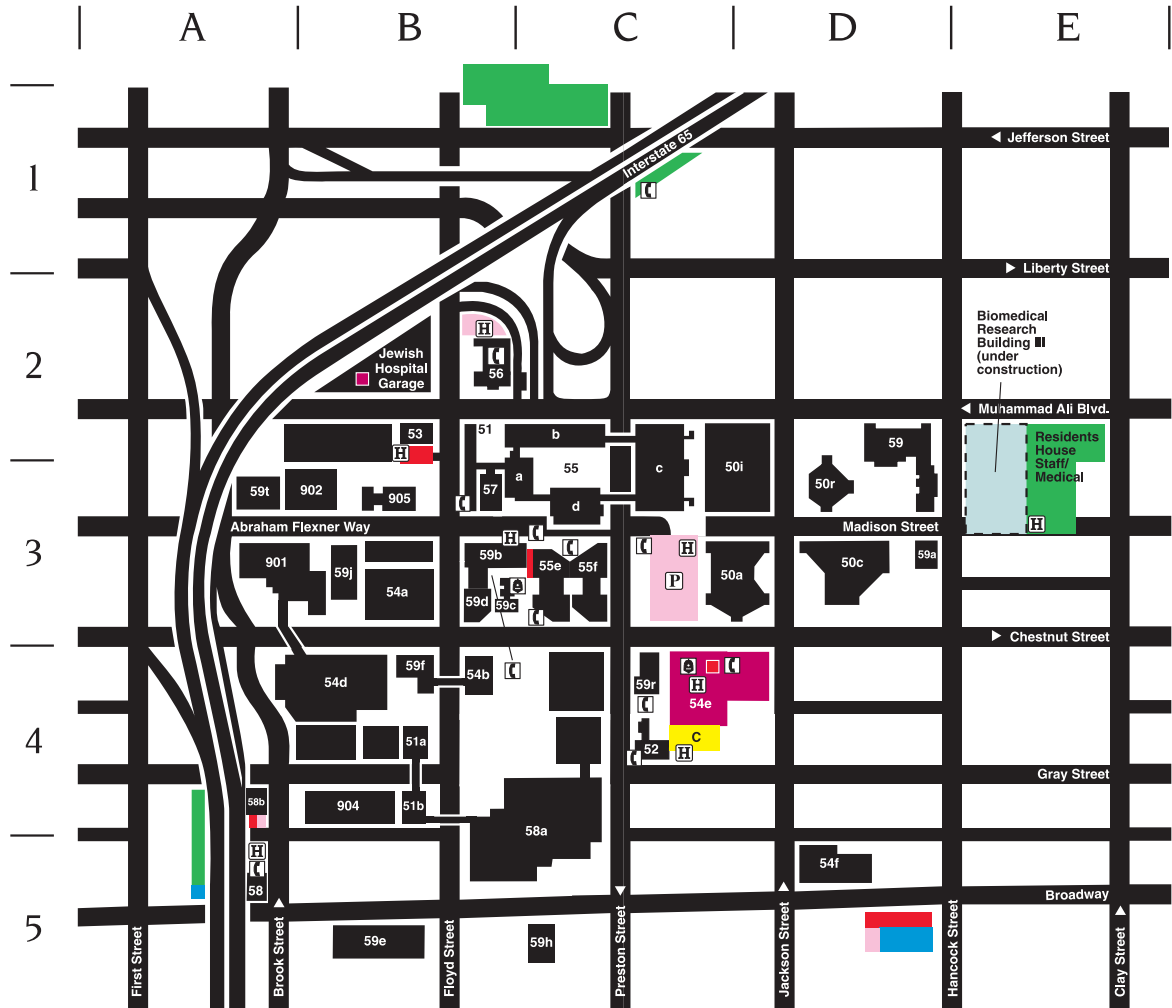 A B C D E
1
2
3
4
5
Jefferson Street
Interstate 65
Liberty Street
Biomedical
Research
Building III
(under
construction)
H
Jewish
Hospital
Garage
56
Muhammad Ali Blvd.
53
51
b
59
Residents
House
Staff/
Medical
H
55
a
c
50i
50r
59t
902
905
57
d
Abraham Flexner Way
Madison Street
H
H
H
901
59j
54a
59b
55e
55f
P
50a
50c
59a
59d
59c
Chestnut Street
54d
59f
54b
59r
H
54e
51a
52
C
H
Gray Street
58b
904
51b
58a
H
58
54f
Broadway
59e
59h
First Street
Brook Street
Floyd Street
Preston Street
Jackson Street
Hancock Street
Clay Street